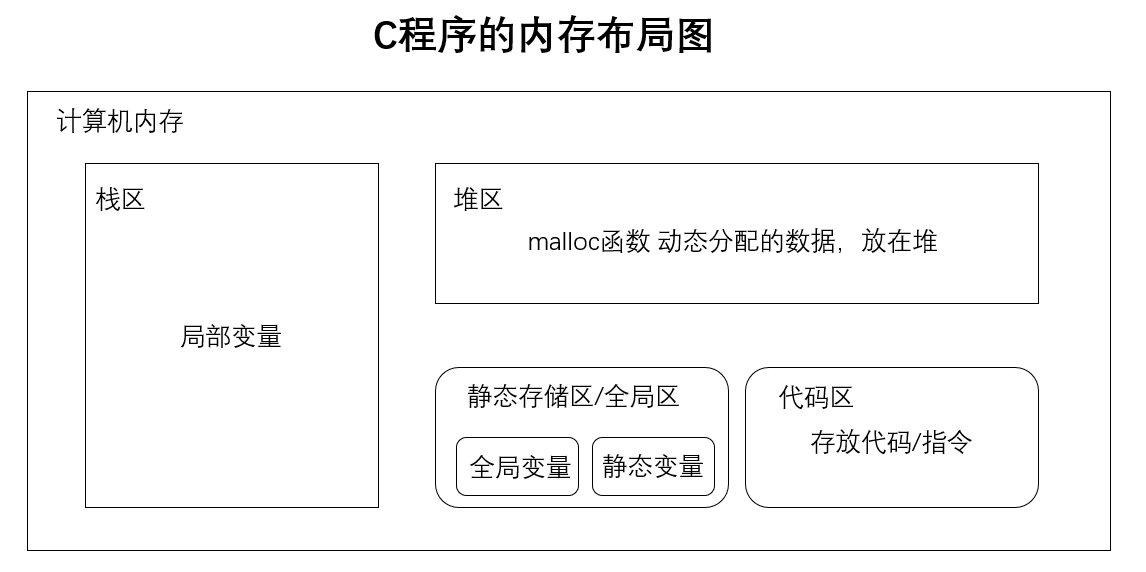 C程序的内存布局图
计算机内存
栈区
局部变量
堆区
malloc函数 动态分配的数据，放在堆
静态存储区/全局区
全局变量
静态变量
代码区
存放代码/指令